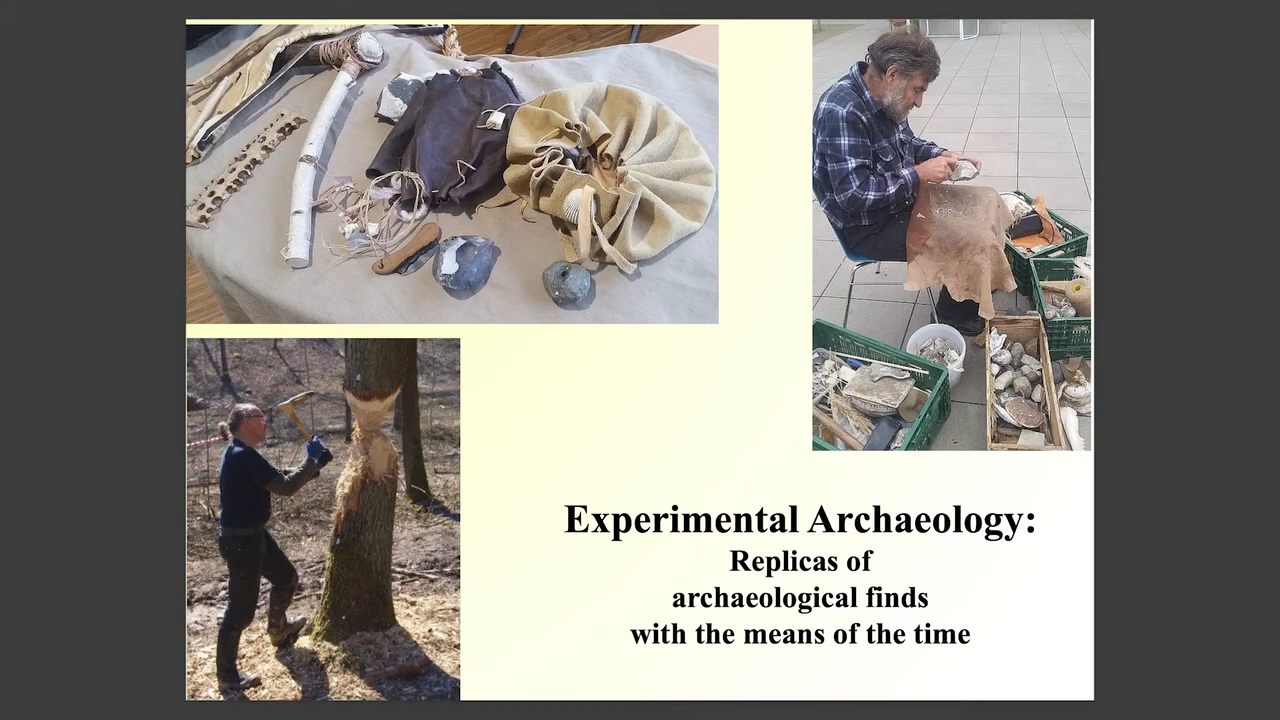 Experimental Archaeology:
Replicas of
archaeological finds
with the means of the time